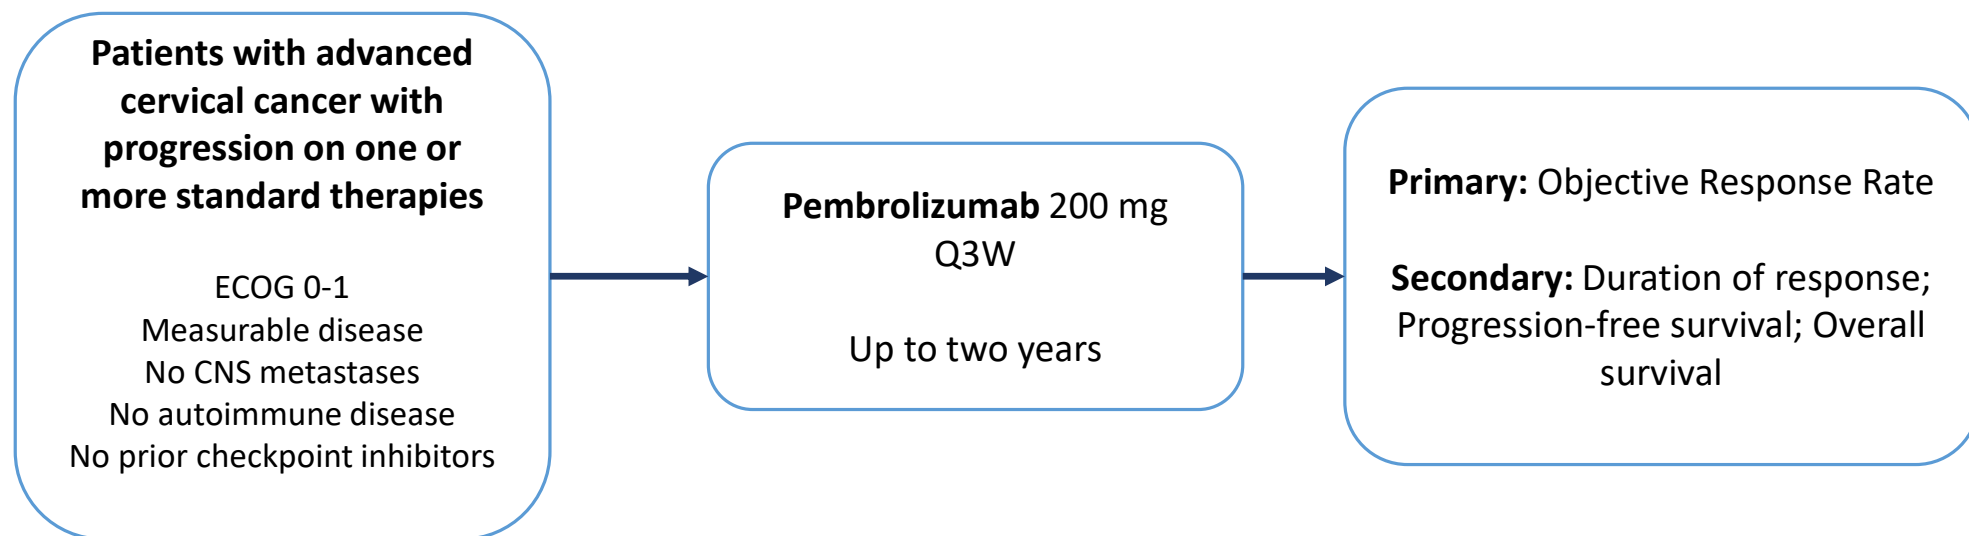 Patients with advanced
cervical cancer with
progression on one or
more standard therapies
ECOG 0-1
Measurable disease
No CNS metastases
No autoimmune disease
No prior checkpoint inhibitors
Pembrolizumab 200 mg
Q3W
Up to two years
Primary: Objective Response Rate
Secondary: Duration of response;
Progression-free survival; Overall
survival